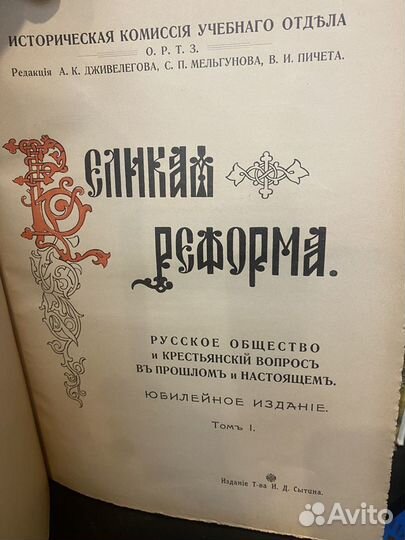 ИСТОРИЧЕСКАЯ КОМИССІЯ УЧЕБНАГО ОТДѢЛА
О. Р. Т. З.
Редакція А. К. ДЖИВЕЛЕГОВА, С. П. МЕЛЬГУНОВА, В. И. ПИЧЕТА.
ВЕЛИКАЯ
РЕФОРМА.
РУССКОЕ ОБЩЕСТВО
И КРЕСТЬЯНСКІЙ ВОПРОСЪ
ВЪ ПРОШЛОМЪ И НАСТОЯЩЕМЪ.
ЮБИЛЕЙНОЕ ИЗДАНІЕ.
Томъ I.
Изданіе Т-ва И. Д. Сытина.
Avito